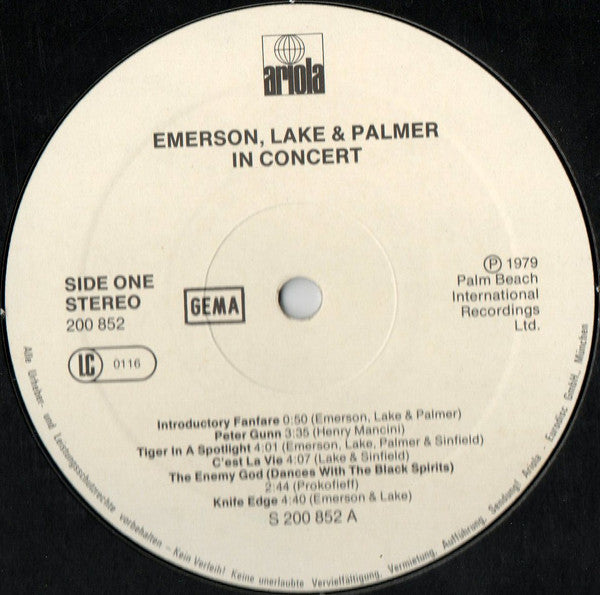 ariola
EMERSON, LAKE & PALMER
IN CONCERT
SIDE ONE
STEREO
200 852
GEMA
LC 0116
Ⓟ 1979
Palm Beach
International
Recordings
Ltd.
Introductory Fanfare 0:50 (Emerson, Lake & Palmer)
Peter Gunn 3:35 (Henry Mancini)
Tiger In A Spotlight 4:01 (Emerson, Lake, Palmer & Sinfield)
C'est La Vie 4:07 (Lake & Sinfield)
The Enemy God (Dances With The Black Spirits)
2:44 (Prokofieff)
Knife Edge 4:40 (Emerson & Lake)
S 200 852 A
Alle Urheber- und Leistungsschutzrechte vorbehalten – Kein Verleih! Keine unerlaubte Vervielfältigung, Vermietung, Aufführung, Sendung! Ariola - Eurodisc GmbH., München